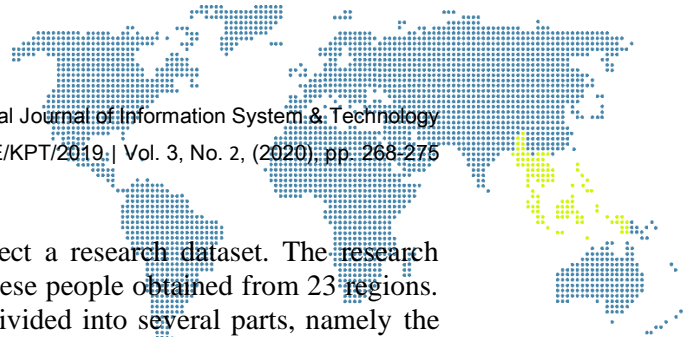 al Journal of Information System & Technology
E/KPT/2019 | Vol. 3, No. 2, (2020), pp. 268-275
ect a research dataset. The research
ese people obtained from 23 regions.
ivided into several parts, namely the